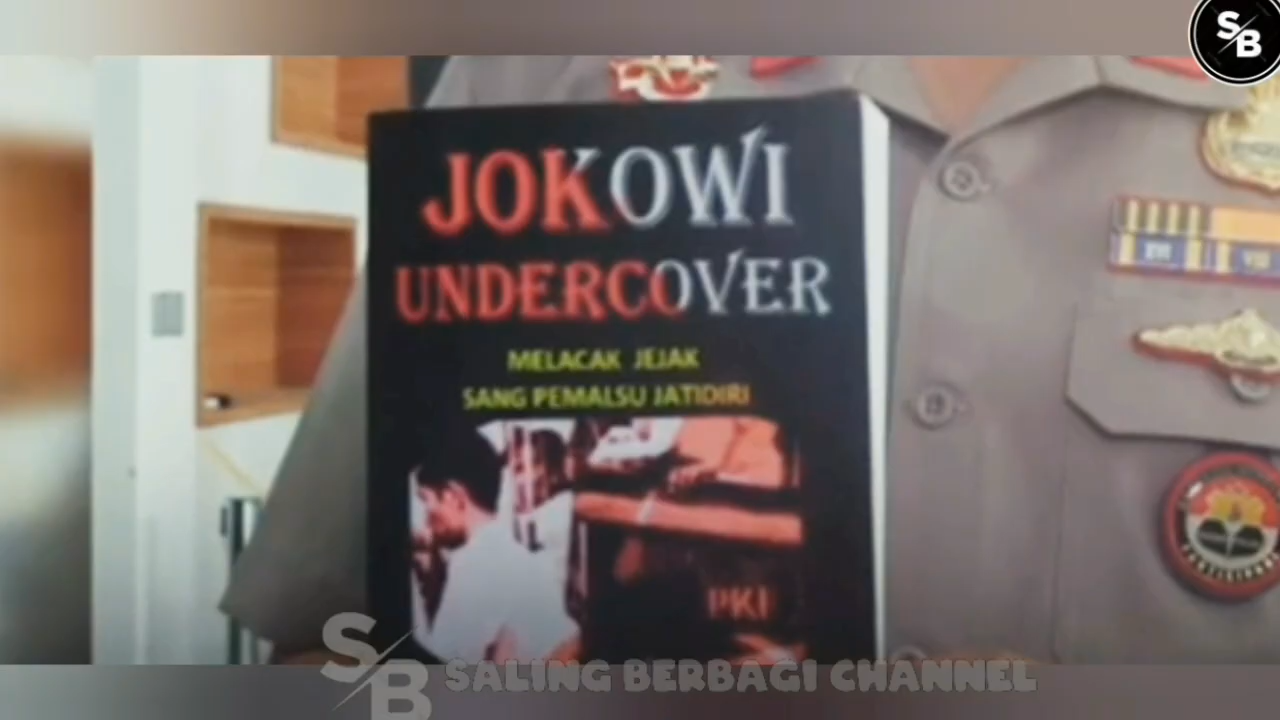 SB
JOKOWI
UNDERCOVER
MELACAK JEJAK
SANG PEMALSU JATIDIRI
PKI
SB SALING BERBAGI CHANNEL